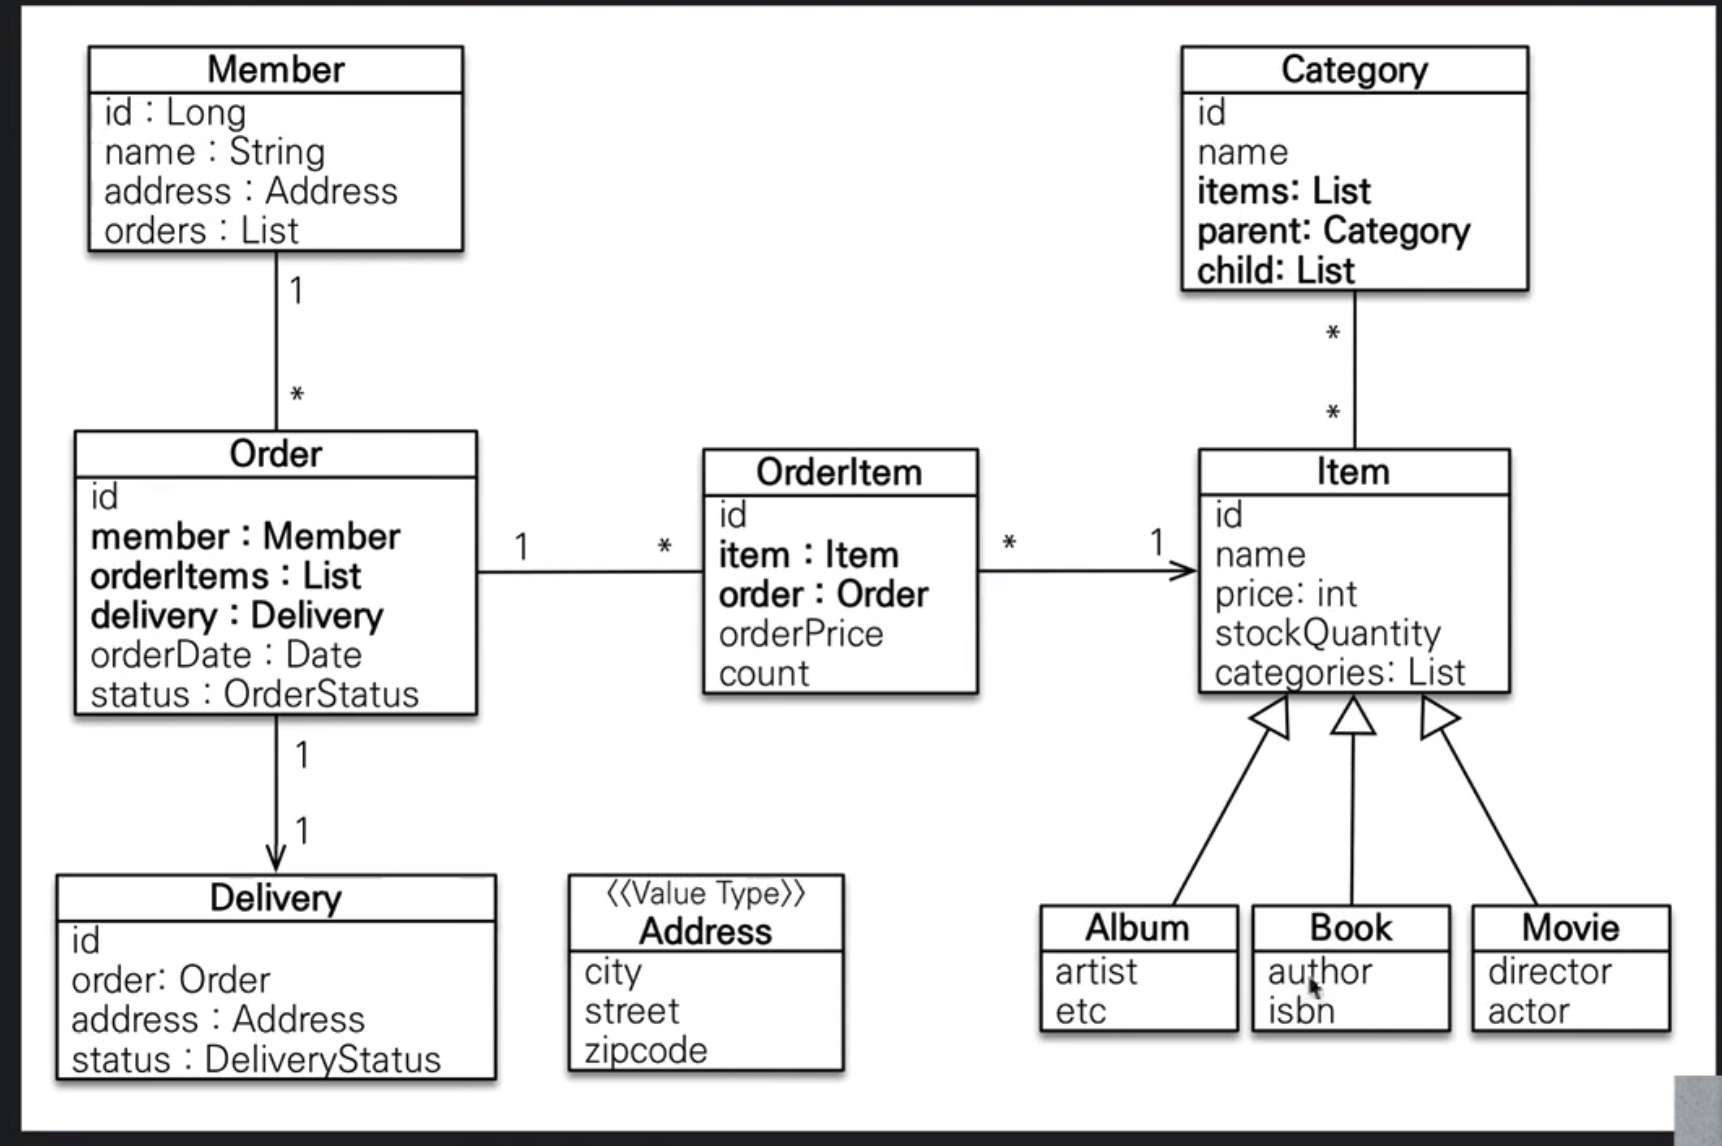 Member
id : Long
name : String
address : Address
orders : List
1
*
Order
id
member : Member
orderItems : List
delivery : Delivery
orderDate : Date
status : OrderStatus
1
1
Delivery
id
order: Order
address : Address
status : DeliveryStatus
1
*
OrderItem
id
item : Item
order : Order
orderPrice
count
*
1
<<Value Type>>
Address
city
street
zipcode
Category
id
name
items: List
parent: Category
child: List
*
*
Item
id
name
price: int
stockQuantity
categories: List
Album
artist
etc
Book
author
isbn
Movie
director
actor